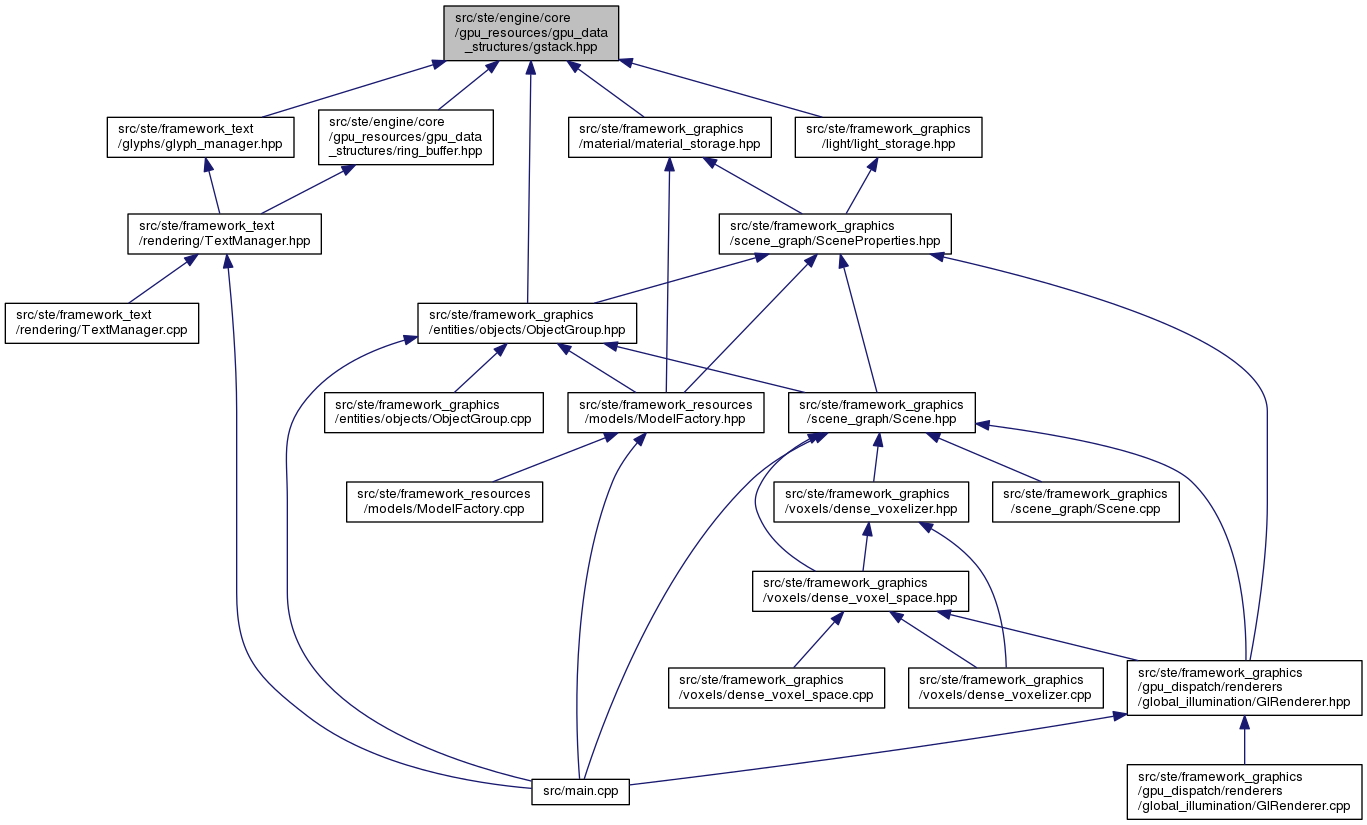 src/ste/engine/core
/gpu_resources/gpu_data
_structures/gstack.hpp
src/ste/framework_text
/glyphs/glyph_manager.hpp
src/ste/engine/core
/gpu_resources/gpu_data
_structures/ring_buffer.hpp
src/ste/framework_graphics
/material/material_storage.hpp
src/ste/framework_graphics
/light/light_storage.hpp
src/ste/framework_text
/rendering/TextManager.hpp
src/ste/framework_graphics
/scene_graph/SceneProperties.hpp
src/ste/framework_text
/rendering/TextManager.cpp
src/ste/framework_graphics
/entities/objects/ObjectGroup.hpp
src/ste/framework_graphics
/entities/objects/ObjectGroup.cpp
src/ste/framework_resources
/models/ModelFactory.hpp
src/ste/framework_graphics
/scene_graph/Scene.hpp
src/ste/framework_resources
/models/ModelFactory.cpp
src/ste/framework_graphics
/voxels/dense_voxelizer.hpp
src/ste/framework_graphics
/scene_graph/Scene.cpp
src/ste/framework_graphics
/voxels/dense_voxel_space.hpp
src/ste/framework_graphics
/voxels/dense_voxel_space.cpp
src/ste/framework_graphics
/voxels/dense_voxelizer.cpp
src/ste/framework_graphics
/gpu_dispatch/renderers
/global_illumination/GIRenderer.hpp
src/main.cpp
src/ste/framework_graphics
/gpu_dispatch/renderers
/global_illumination/GIRenderer.cpp